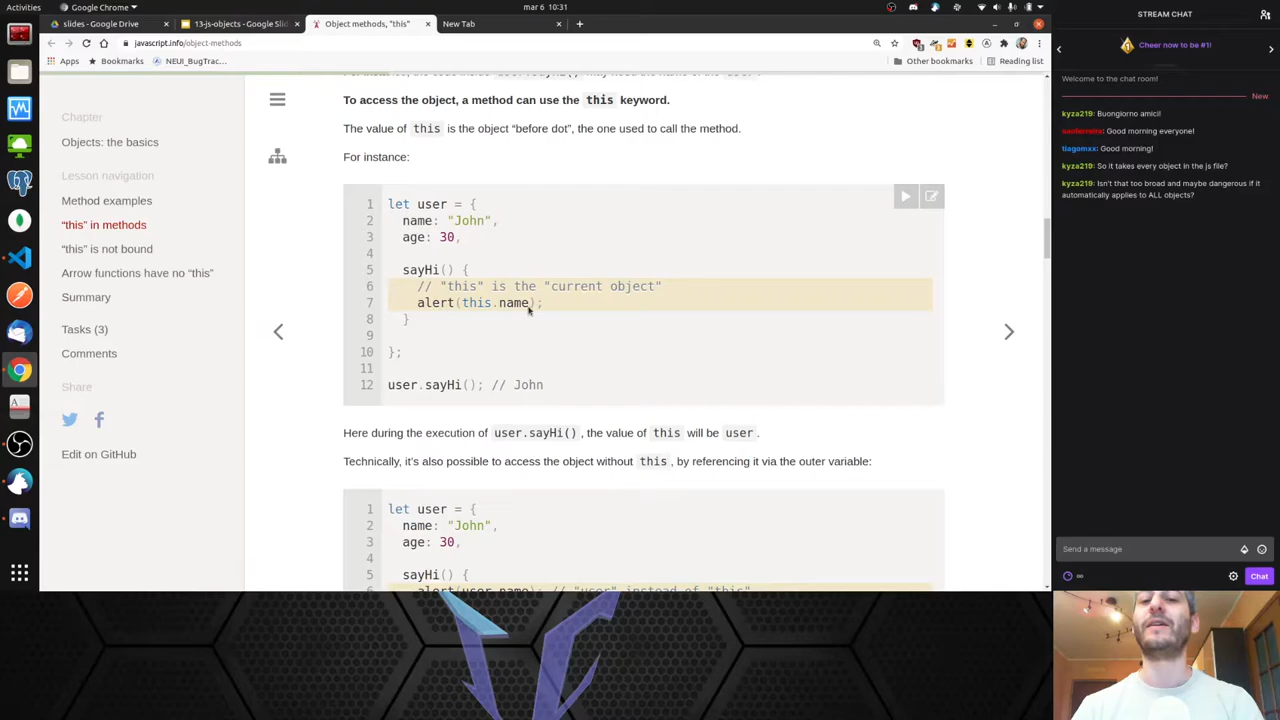 Activities
Google Chrome
mar 9 • 10:31
slides - Google Drive
13-js-objects - Google Slid
Object methods, "this"
New Tab
javascript.info/object-methods
Apps
Bookmarks
NEUI_BugTrac…
Other bookmarks
Reading list
To access the object, a method can use the this keyword.
The value of this is the object “before dot”, the one used to call the method.
For instance:
Chapter
Objects: the basics
Lesson navigation
Method examples
“this” in methods
“this” is not bound
Arrow functions have no “this”
Summary
Tasks (3)
Comments
Share
Edit on GitHub
1 let user = {
2 name: "John",
3 age: 30,
4
5 sayHi() {
6 // "this" is the "current object"
7 alert(this.name);
8 }
9
10 };
11
12 user.sayHi(); // John
Here during the execution of user.sayHi() , the value of this will be user .
Technically, it’s also possible to access the object without this , by referencing it via the outer variable:
1 let user = {
2 name: "John",
3 age: 30,
4
5 sayHi() {
6 alert(user.name); // "user" instead of "this"
STREAM CHAT
Cheer now to be #1!
Welcome to the chat room!
New
kyza219: Buongiorno amici!
Good morning everyone!
tiagomxx: Good morning!
kyza219: So it takes every object in the js file?
kyza219: Isn't that too broad and maybe dangerous if it
automatically applies to ALL objects?
Send a message
Chat